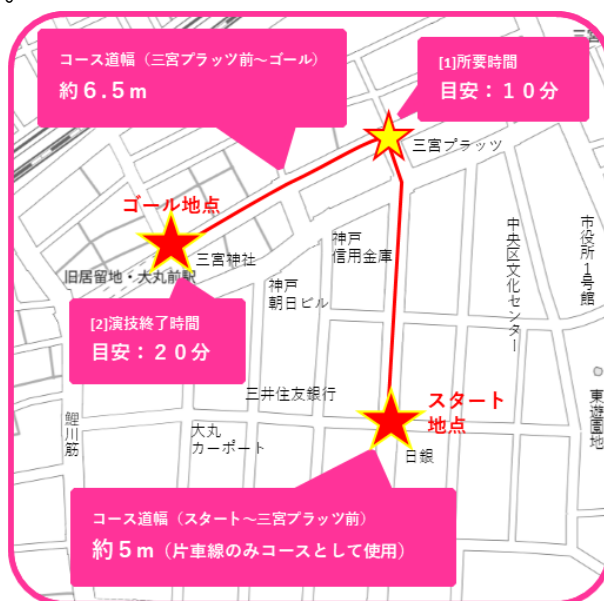 三宮
コース道幅（三宮プラッツ前～ゴール）
約６.５ｍ
[1]所要時間
目安：１０分
三宮プラッツ
ゴール地点
三宮神社
旧居留地・大丸前駅
神戸
信用金庫
中央区文化センター
市役所１号館
[2]演技終了時間
目安：２０分
神戸
朝日ビル
三井住友銀行
スタート
地点
鯉川筋
大丸
カーポート
日銀
東遊園地
コース道幅（スタート～三宮プラッツ前）
約５ｍ（片車線のみコースとして使用）